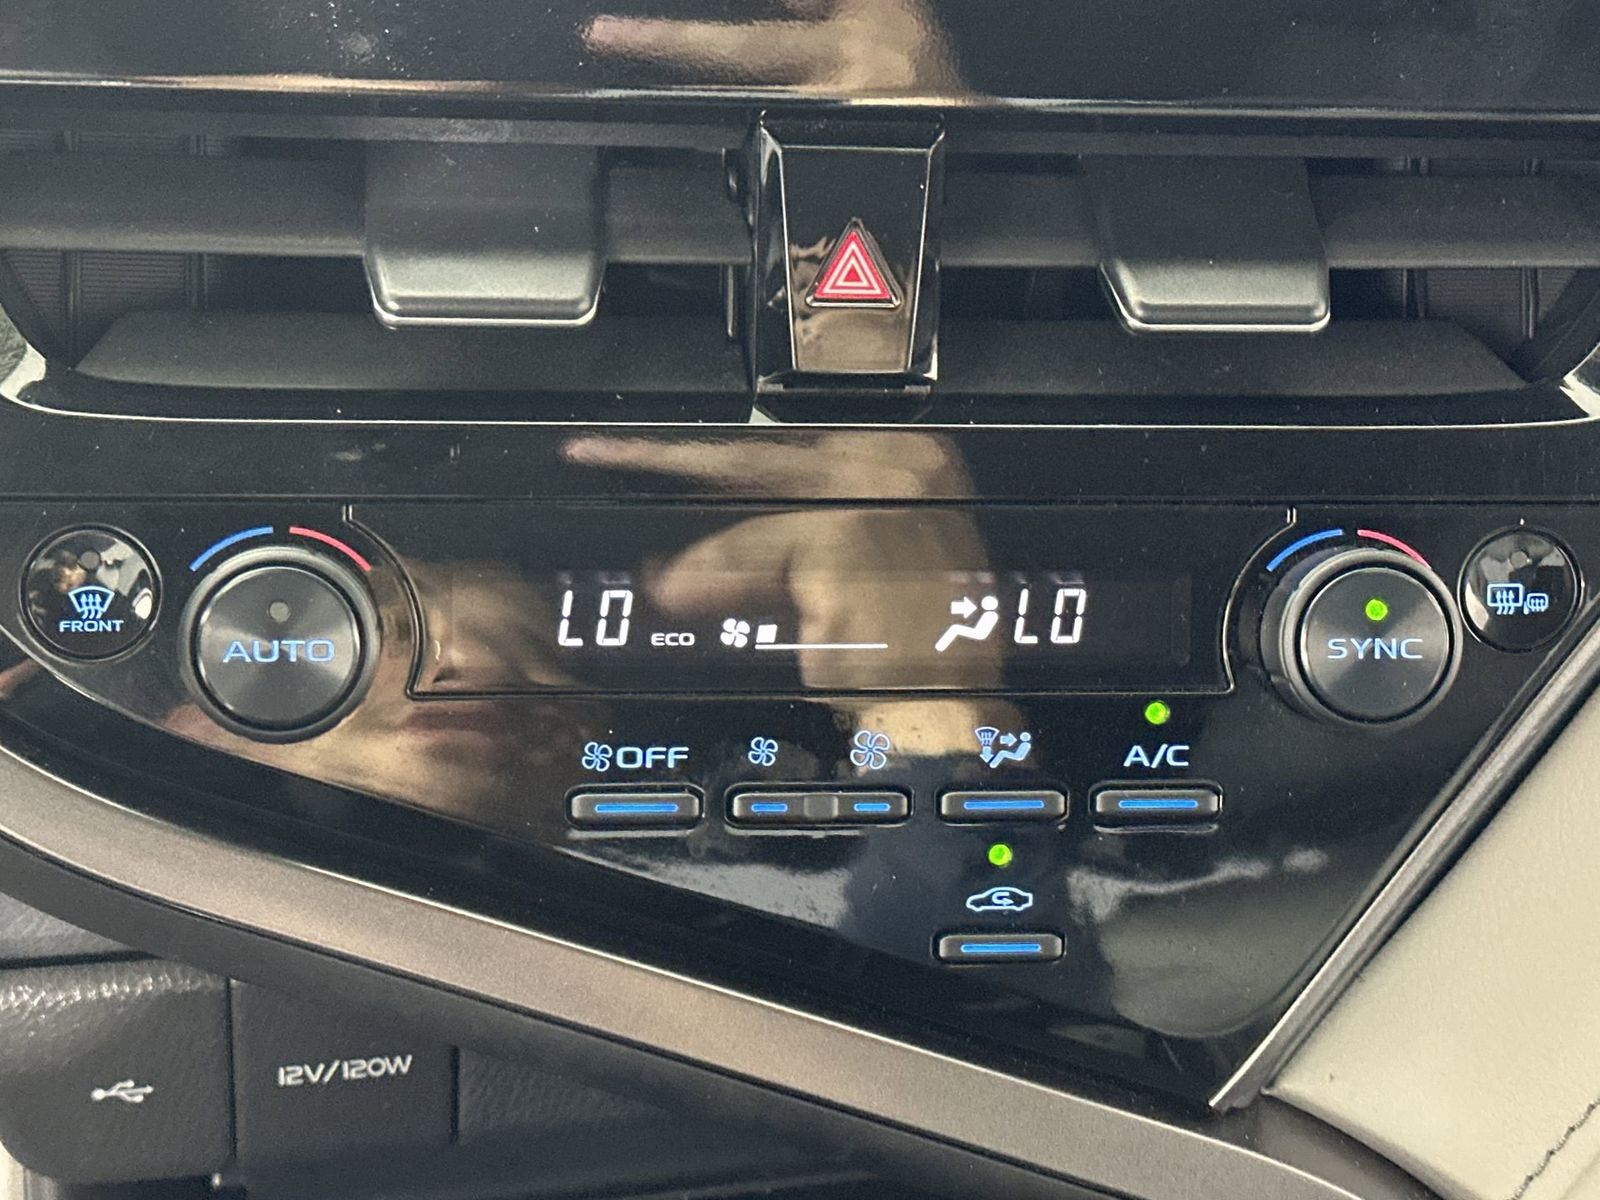 FRONT
AUTO
LO
ECO
LO
SYNC
OFF
A/C
12V/120W